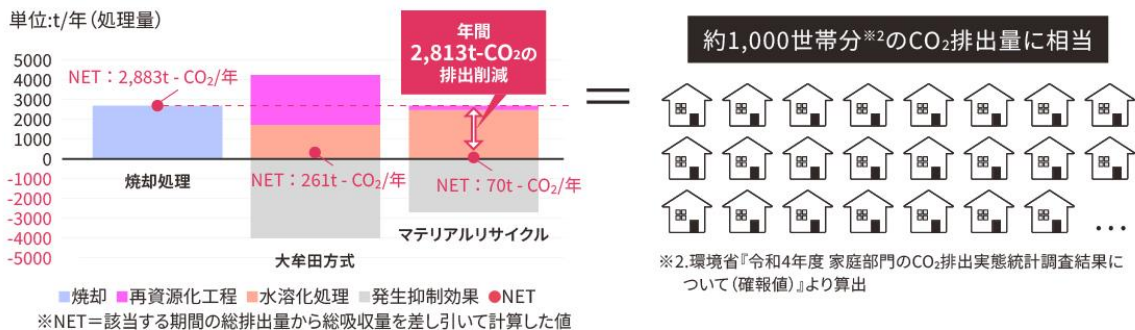 単位:t/年(処理量)
5000
4000
3000
2000
1000
0
-1000
-2000
-3000
-4000
-5000
NET:2,883t - CO₂/年
焼却処理
NET:261t - CO₂/年
大牟田方式
年間
2,813t-CO₂の
排出削減
NET:70t - CO₂/年
マテリアルリサイクル
焼却 再資源化工程 水溶化処理 発生抑制効果 NET
※NET=該当する期間の総排出量から総吸収量を差し引いて計算した値
=
約1,000世帯分※2のCO₂排出量に相当
...
※2.環境省『令和4年度 家庭部門のCO₂排出実態統計調査結果に
ついて(確報値)』より算出